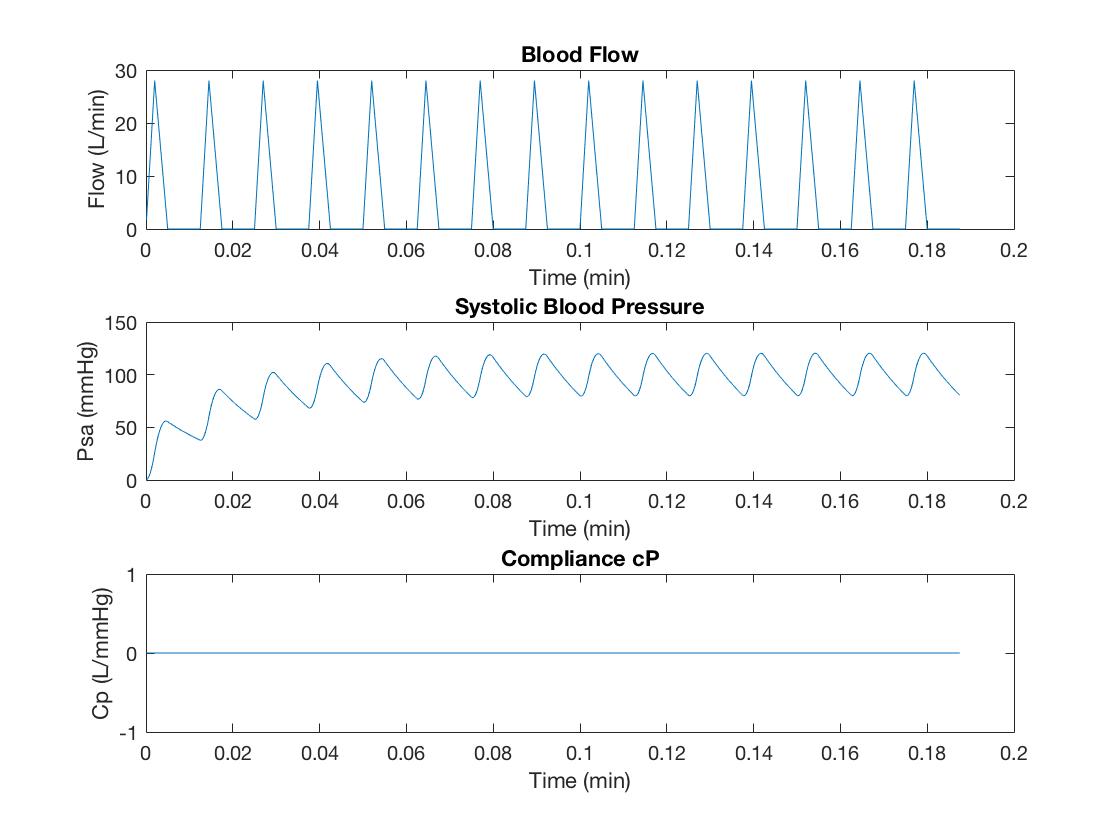 Blood Flow
30
20
10
0
Flow (L/min)
0 0.02 0.04 0.06 0.08 0.1 0.12 0.14 0.16 0.18 0.2
Time (min)
Systolic Blood Pressure
150
100
50
0
Psa (mmHg)
0 0.02 0.04 0.06 0.08 0.1 0.12 0.14 0.16 0.18 0.2
Time (min)
Compliance cP
1
0
-1
Cp (L/mmHg)
0 0.02 0.04 0.06 0.08 0.1 0.12 0.14 0.16 0.18 0.2
Time (min)